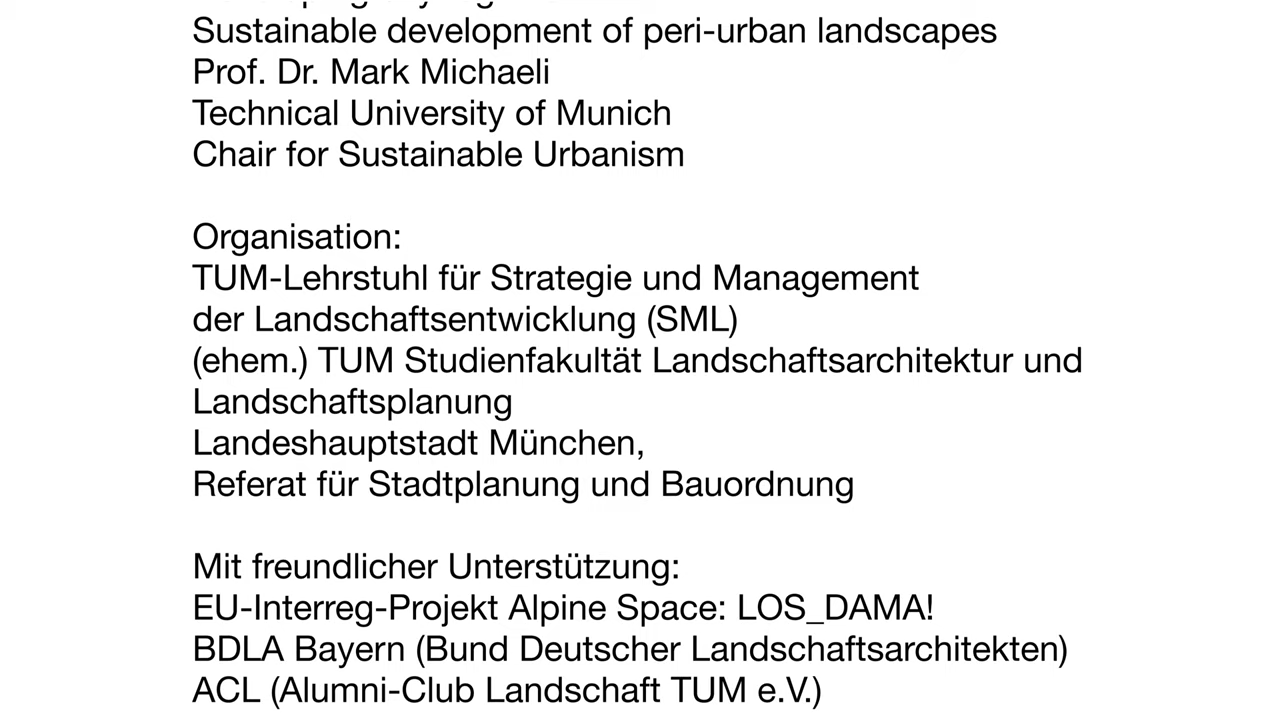 Sustainable development of peri-urban landscapes
Prof. Dr. Mark Michaeli
Technical University of Munich
Chair for Sustainable Urbanism
Organisation:
TUM-Lehrstuhl für Strategie und Management
der Landschaftsentwicklung (SML)
(ehem.) TUM Studienfakultät Landschaftsarchitektur und
Landschaftsplanung
Landeshauptstadt München,
Referat für Stadtplanung und Bauordnung
Mit freundlicher Unterstützung:
EU-Interreg-Projekt Alpine Space: LOS_DAMA!
BDLA Bayern (Bund Deutscher Landschaftsarchitekten)
ACL (Alumni-Club Landschaft TUM e.V.)